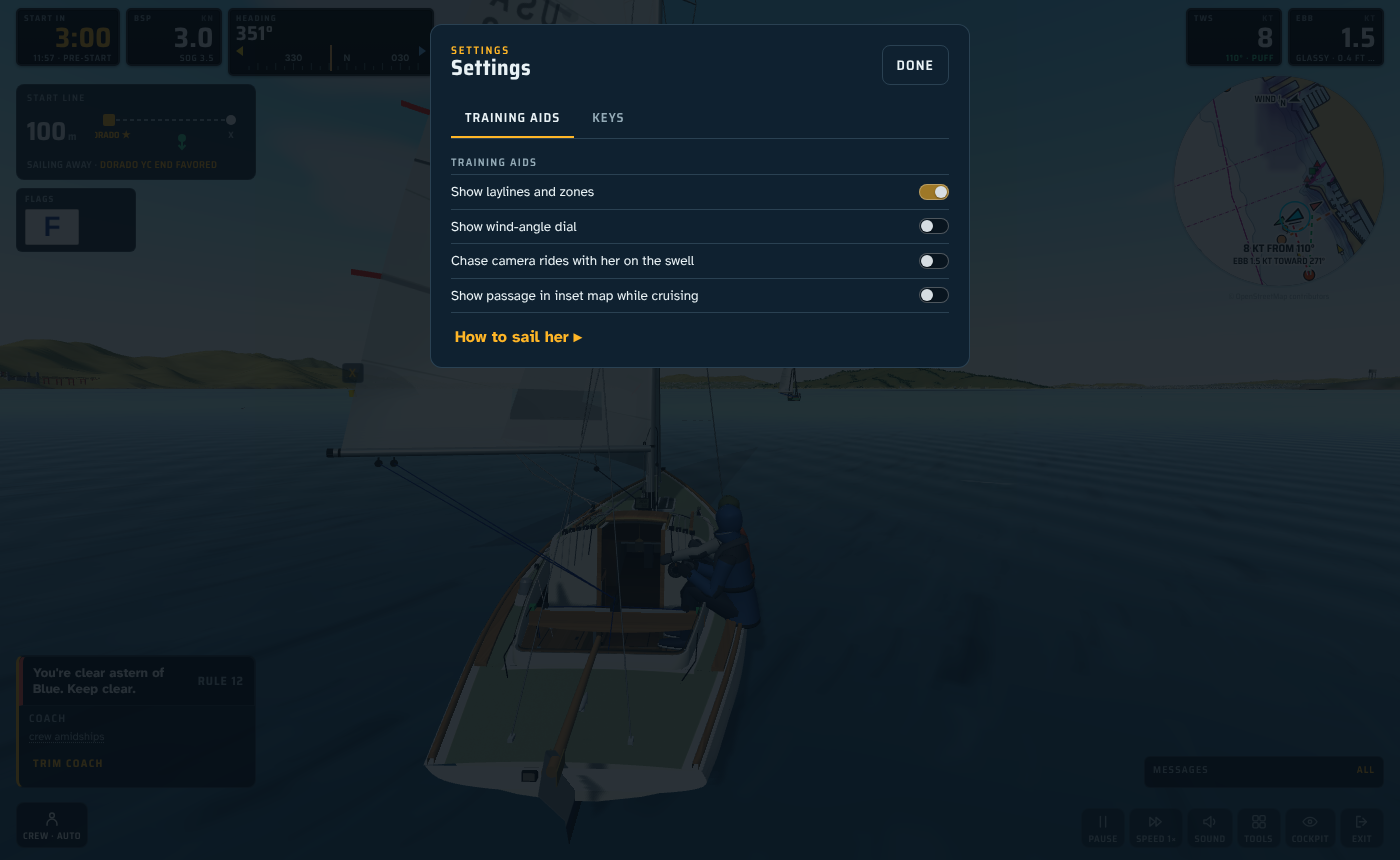 START IN
3:00
11:57 · PRE-START
BSP KN
3.0
SOG 3.5
HEADING
351°
330 N 030
SETTINGS
Settings
DONE
TRAINING AIDS KEYS
TRAINING AIDS
Show laylines and zones
Show wind-angle dial
Chase camera rides with her on the swell
Show passage in inset map while cruising
How to sail her ▸
TWS KT
8
110° · PUFF
EBB KT
1.5
GLASSY · 0.4 FT ...
START LINE
100 m
X
SAILING AWAY · DORADO YC END FAVORED
FLAGS
F
WIND
N
8 KT FROM 110°
EBB 1.5 KT TOWARD 271°
X
You're clear astern of
Blue. Keep clear.
RULE 12
COACH
crew amidships
TRIM COACH
CREW · AUTO
MESSAGES ALL
PAUSE
SPEED 1×
SOUND
TOOLS
COCKPIT
EXIT